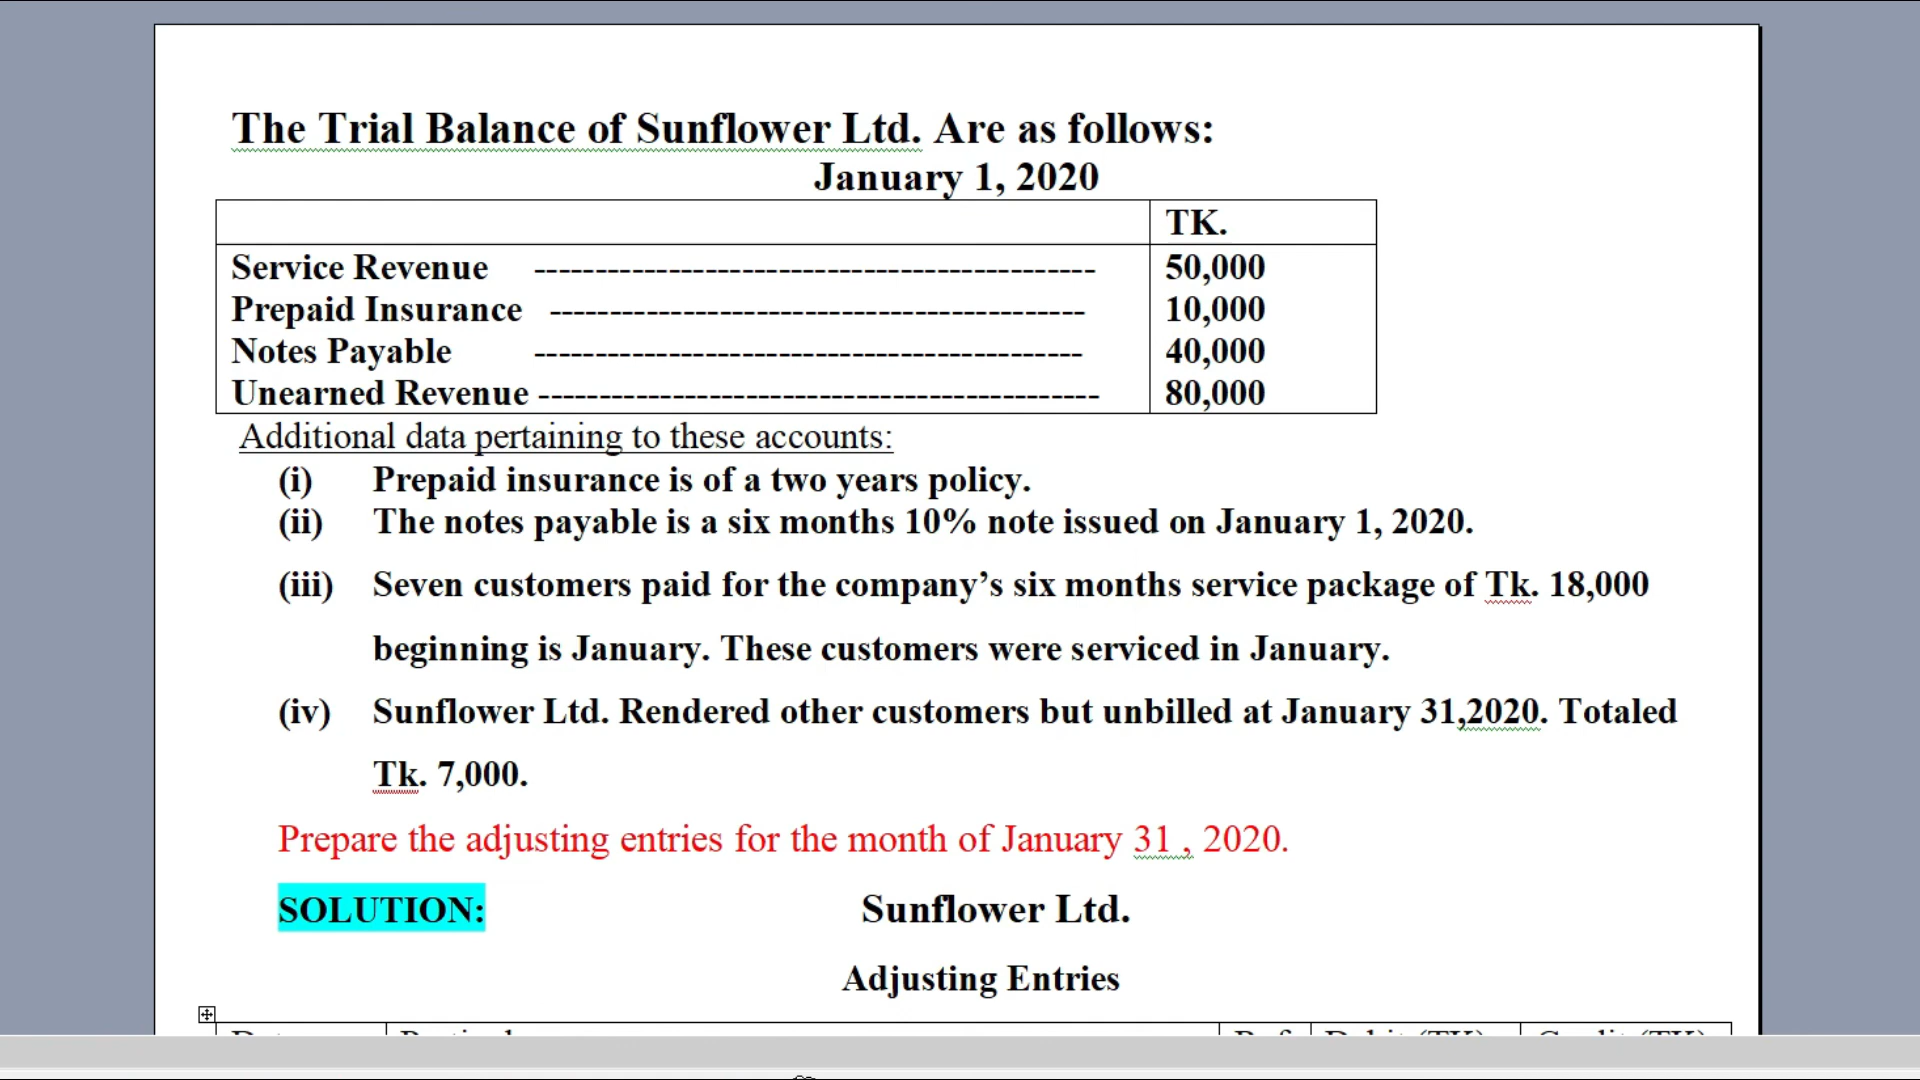 The Trial Balance of Sunflower Ltd. Are as follows:
January 1, 2020
TK.
Service Revenue ---------------------------------------------- 50,000
Prepaid Insurance -------------------------------------------- 10,000
Notes Payable --------------------------------------------- 40,000
Unearned Revenue ---------------------------------------------- 80,000
Additional data pertaining to these accounts:
(i) Prepaid insurance is of a two years policy.
(ii) The notes payable is a six months 10% note issued on January 1, 2020.
(iii) Seven customers paid for the company’s six months service package of Tk. 18,000
beginning is January. These customers were serviced in January.
(iv) Sunflower Ltd. Rendered other customers but unbilled at January 31,2020. Totaled
Tk. 7,000.
Prepare the adjusting entries for the month of January 31 , 2020.
SOLUTION: Sunflower Ltd.
Adjusting Entries